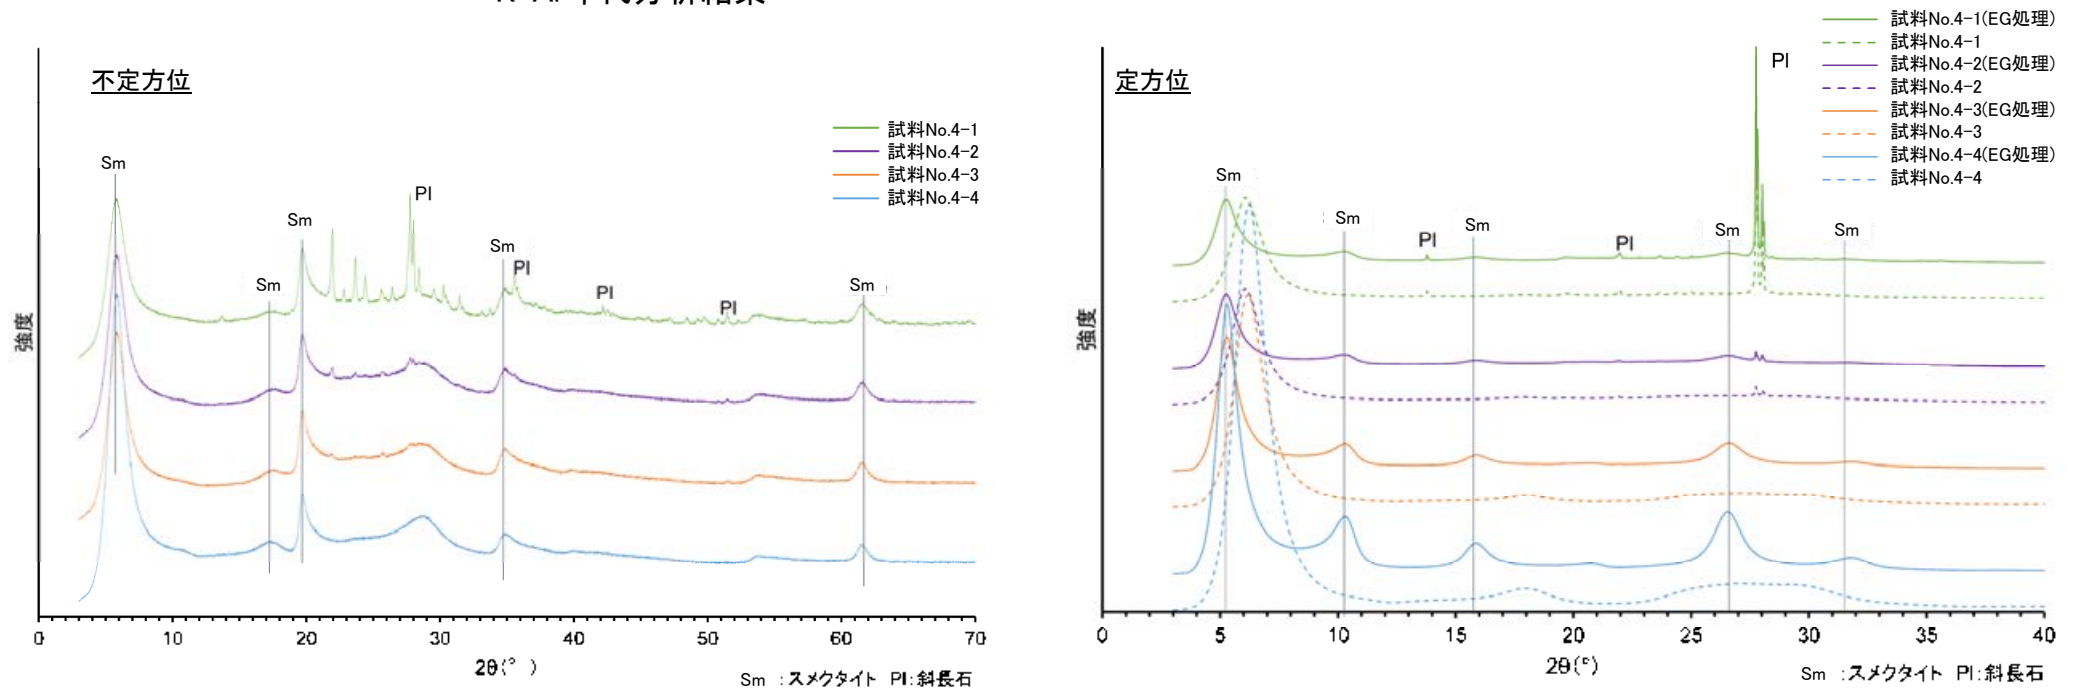 不定方位
試料No.4-1
試料No.4-2
試料No.4-3
試料No.4-4
Sm
Sm
Sm
Pl
Sm
Pl
Pl
Pl
Sm
強度
0 10 20 30 40 50 60 70
2θ(° )
Sm :スメクタイト Pl:斜長石
試料No.4-1(EG処理)
試料No.4-1
試料No.4-2(EG処理)
試料No.4-2
試料No.4-3(EG処理)
試料No.4-3
試料No.4-4(EG処理)
試料No.4-4
定方位
Pl
Sm
Sm
Pl
Sm
Pl
Sm
Sm
強度
0 5 10 15 20 25 30 35 40
2θ(°)
Sm :スメクタイト Pl:斜長石